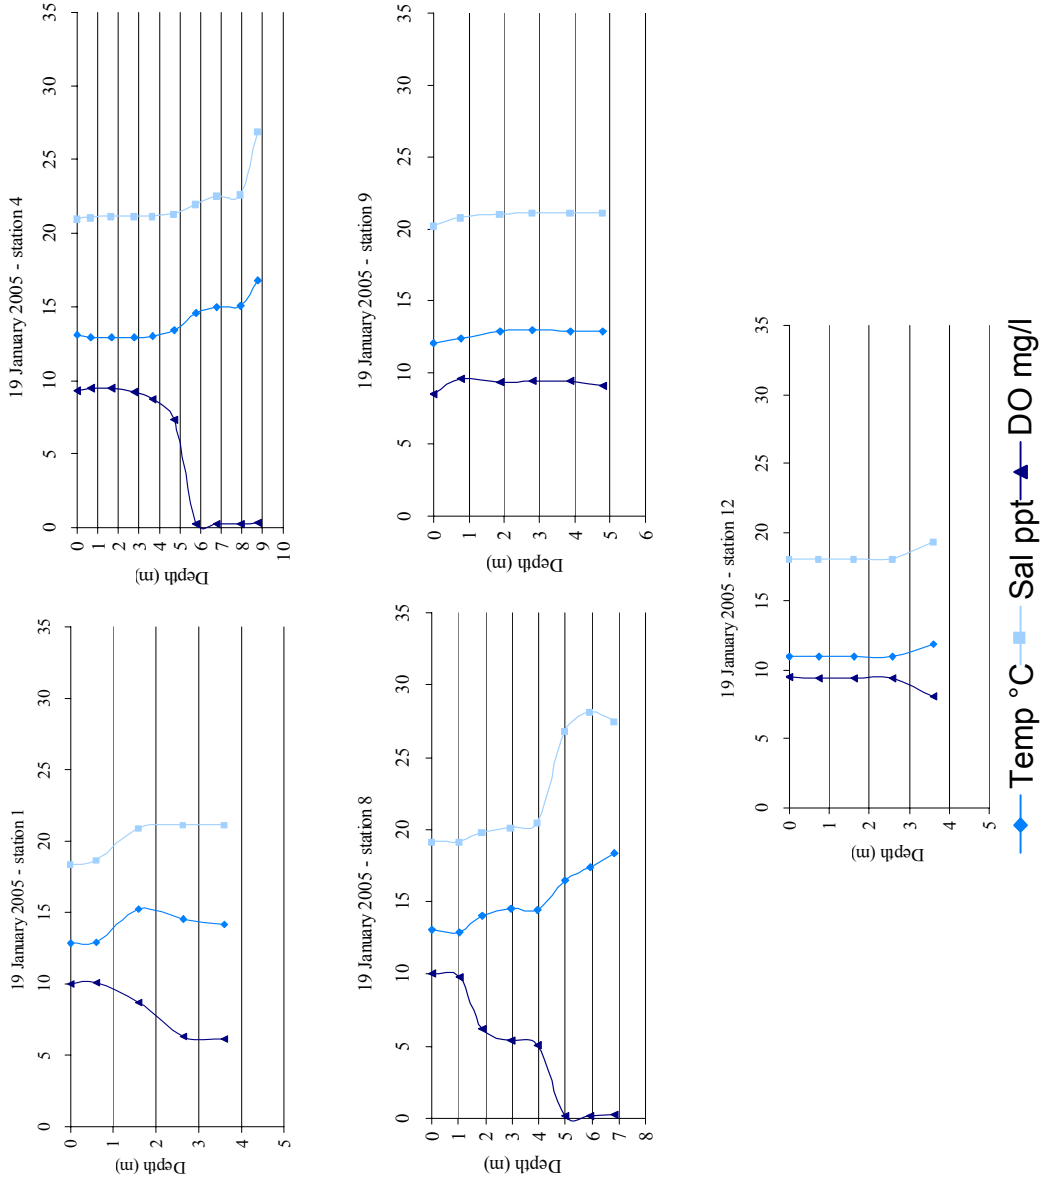 19 January 2005 - station 1
0 5 10 15 20 25 30 35
0
1
2
3
4
5
Depth (m)
19 January 2005 - station 4
0 5 10 15 20 25 30 35
0
1
2
3
4
5
6
7
8
9
10
Depth (m)
19 January 2005 - station 8
0 5 10 15 20 25 30 35
0
1
2
3
4
5
6
7
8
Depth (m)
19 January 2005 - station 9
0 5 10 15 20 25 30 35
0
1
2
3
4
5
6
Depth (m)
19 January 2005 - station 12
0 5 10 15 20 25 30 35
0
1
2
3
4
5
Depth (m)
Temp °C Sal ppt DO mg/l